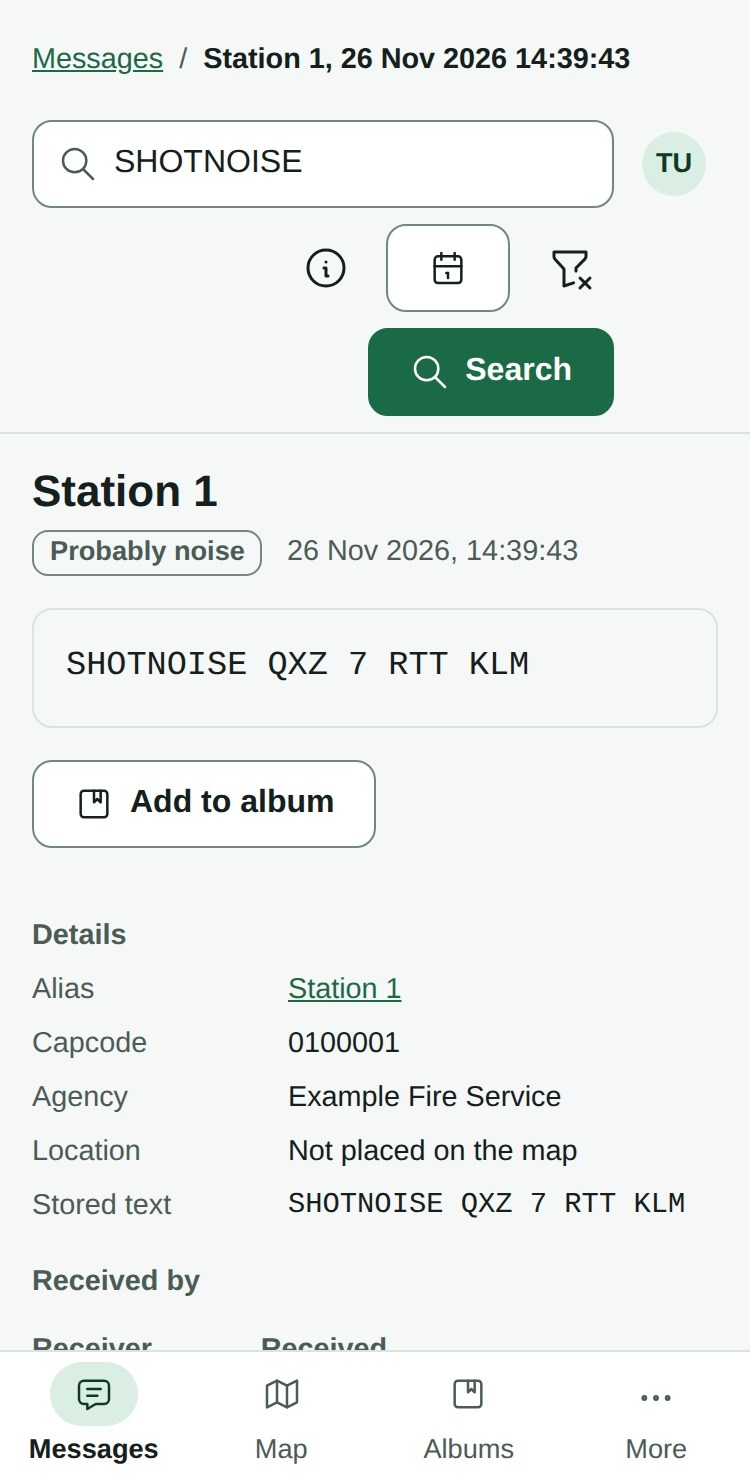 Messages / Station 1, 26 Nov 2026 14:39:43
SHOTNOISE
TU
Search
Station 1
Probably noise 26 Nov 2026, 14:39:43
SHOTNOISE QXZ 7 RTT KLM
Add to album
Details
Alias Station 1
Capcode 0100001
Agency Example Fire Service
Location Not placed on the map
Stored text SHOTNOISE QXZ 7 RTT KLM
Received by
Receiver Received
Messages Map Albums More